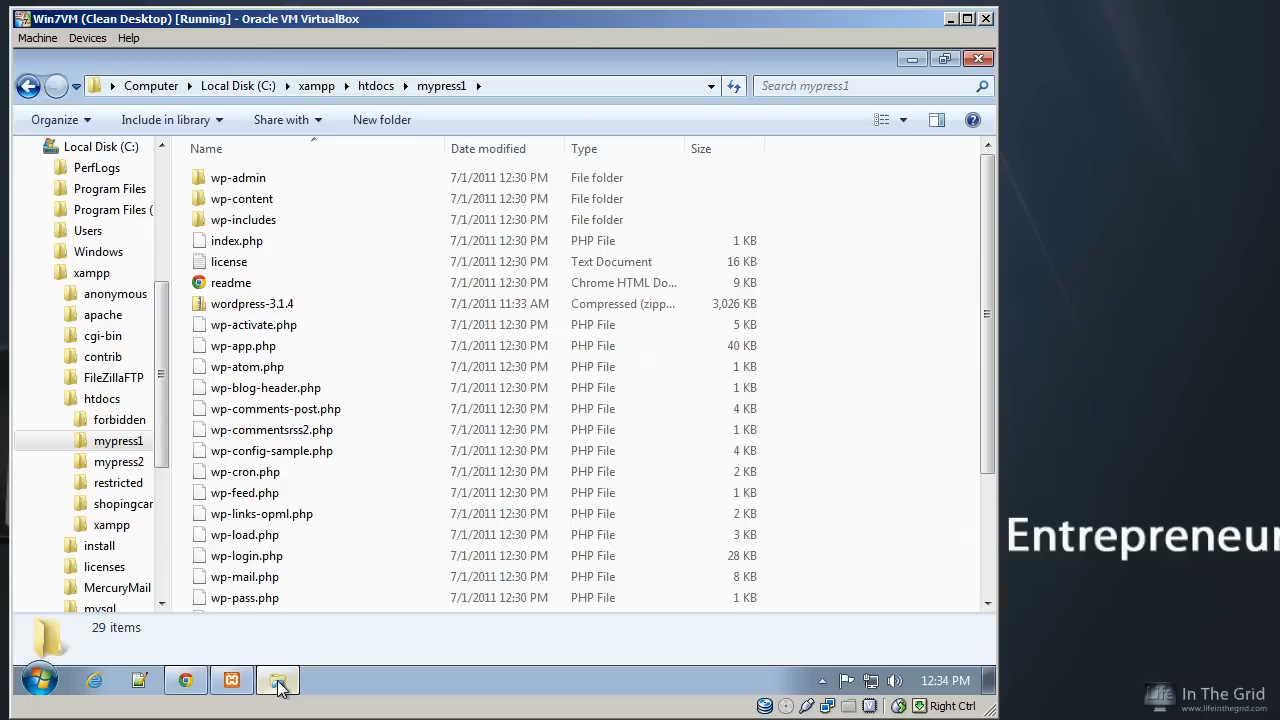 Win7VM (Clean Desktop) [Running] - Oracle VM VirtualBox
Machine Devices Help
Computer Local Disk (C:) xampp htdocs mypress1
Search mypress1
Organize Include in library Share with New folder
Name Date modified Type Size
Local Disk (C:)
PerfLogs
Program Files
Program Files (
Users
Windows
xampp
anonymous
apache
cgi-bin
contrib
FileZillaFTP
htdocs
forbidden
mypress1
mypress2
restricted
shopingcar
xampp
install
licenses
MercuryMail
mysql
wp-admin 7/1/2011 12:30 PM File folder
wp-content 7/1/2011 12:30 PM File folder
wp-includes 7/1/2011 12:30 PM File folder
index.php 7/1/2011 12:30 PM PHP File 1 KB
license 7/1/2011 12:30 PM Text Document 16 KB
readme 7/1/2011 12:30 PM Chrome HTML Do... 9 KB
wordpress-3.1.4 7/1/2011 11:33 AM Compressed (zipp... 3,026 KB
wp-activate.php 7/1/2011 12:30 PM PHP File 5 KB
wp-app.php 7/1/2011 12:30 PM PHP File 40 KB
wp-atom.php 7/1/2011 12:30 PM PHP File 1 KB
wp-blog-header.php 7/1/2011 12:30 PM PHP File 1 KB
wp-comments-post.php 7/1/2011 12:30 PM PHP File 4 KB
wp-commentsrss2.php 7/1/2011 12:30 PM PHP File 1 KB
wp-config-sample.php 7/1/2011 12:30 PM PHP File 4 KB
wp-cron.php 7/1/2011 12:30 PM PHP File 2 KB
wp-feed.php 7/1/2011 12:30 PM PHP File 1 KB
wp-links-opml.php 7/1/2011 12:30 PM PHP File 2 KB
wp-load.php 7/1/2011 12:30 PM PHP File 3 KB
wp-login.php 7/1/2011 12:30 PM PHP File 28 KB
wp-mail.php 7/1/2011 12:30 PM PHP File 8 KB
wp-pass.php 7/1/2011 12:30 PM PHP File 1 KB
29 items
12:34 PM
Right Ctrl
Entrepreneur
Life In The Grid
www.lifeinthegrid.com